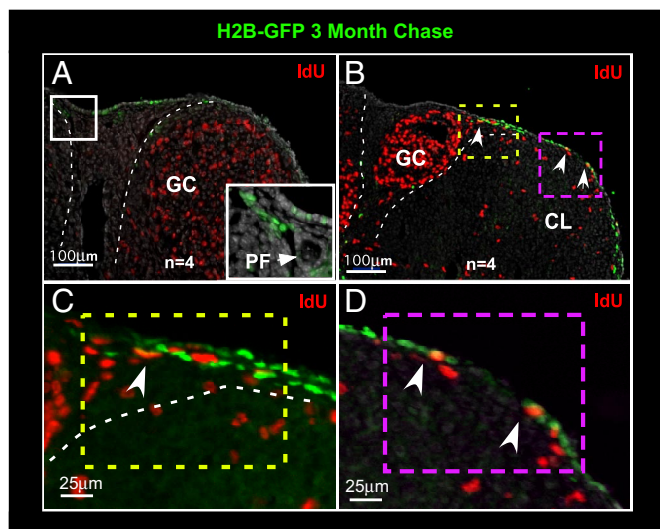 H2B-GFP 3 Month Chase
A
IdU
GC
100μm
n=4
PF
B
IdU
GC
CL
100μm
n=4
C
IdU
25μm
D
IdU
25μm